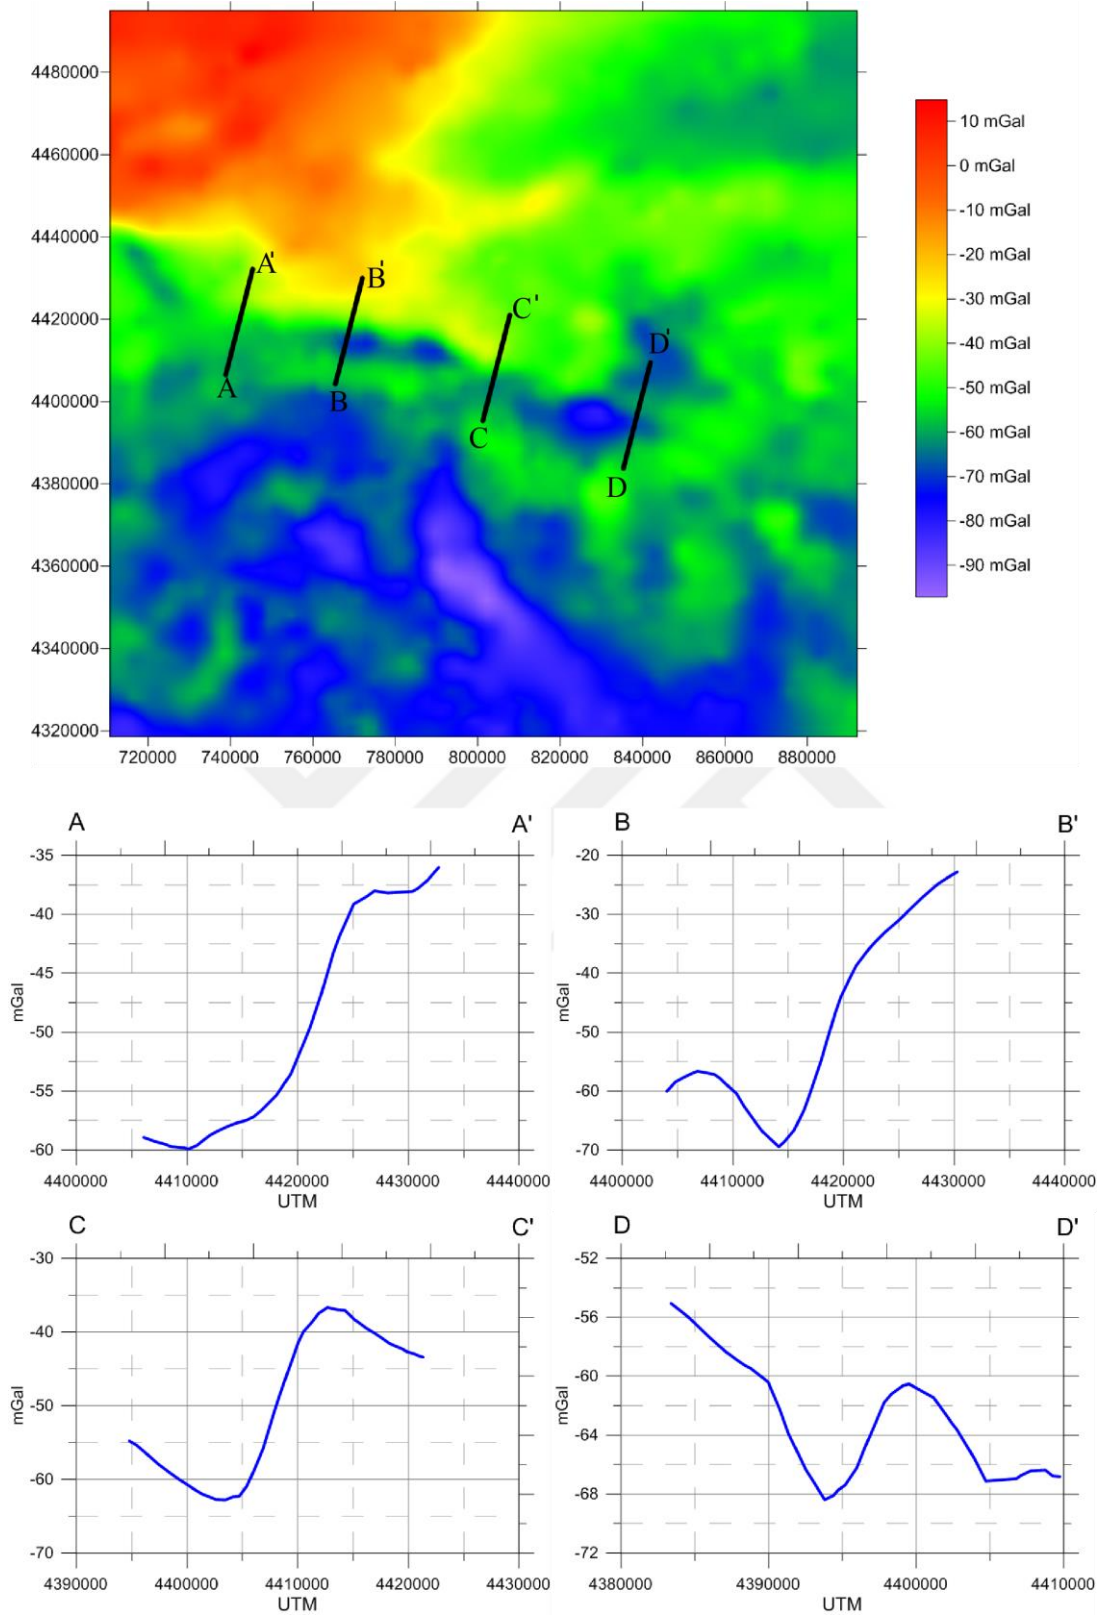 4480000
4460000
4440000
4420000
4400000
4380000
4360000
4340000
4320000
720000 740000 760000 780000 800000 820000 840000 860000 880000
A'
A
B'
B
C'
C
D'
D
10 mGal
0 mGal
-10 mGal
-20 mGal
-30 mGal
-40 mGal
-50 mGal
-60 mGal
-70 mGal
-80 mGal
-90 mGal
A A'
-35
-40
-45
-50
-55
-60
mGal
4400000 4410000 4420000 4430000 4440000
UTM
B B'
-20
-30
-40
-50
-60
-70
mGal
4400000 4410000 4420000 4430000 4440000
UTM
C C'
-30
-40
-50
-60
-70
mGal
4390000 4400000 4410000 4420000 4430000
UTM
D D'
-52
-56
-60
-64
-68
-72
mGal
4380000 4390000 4400000 4410000
UTM